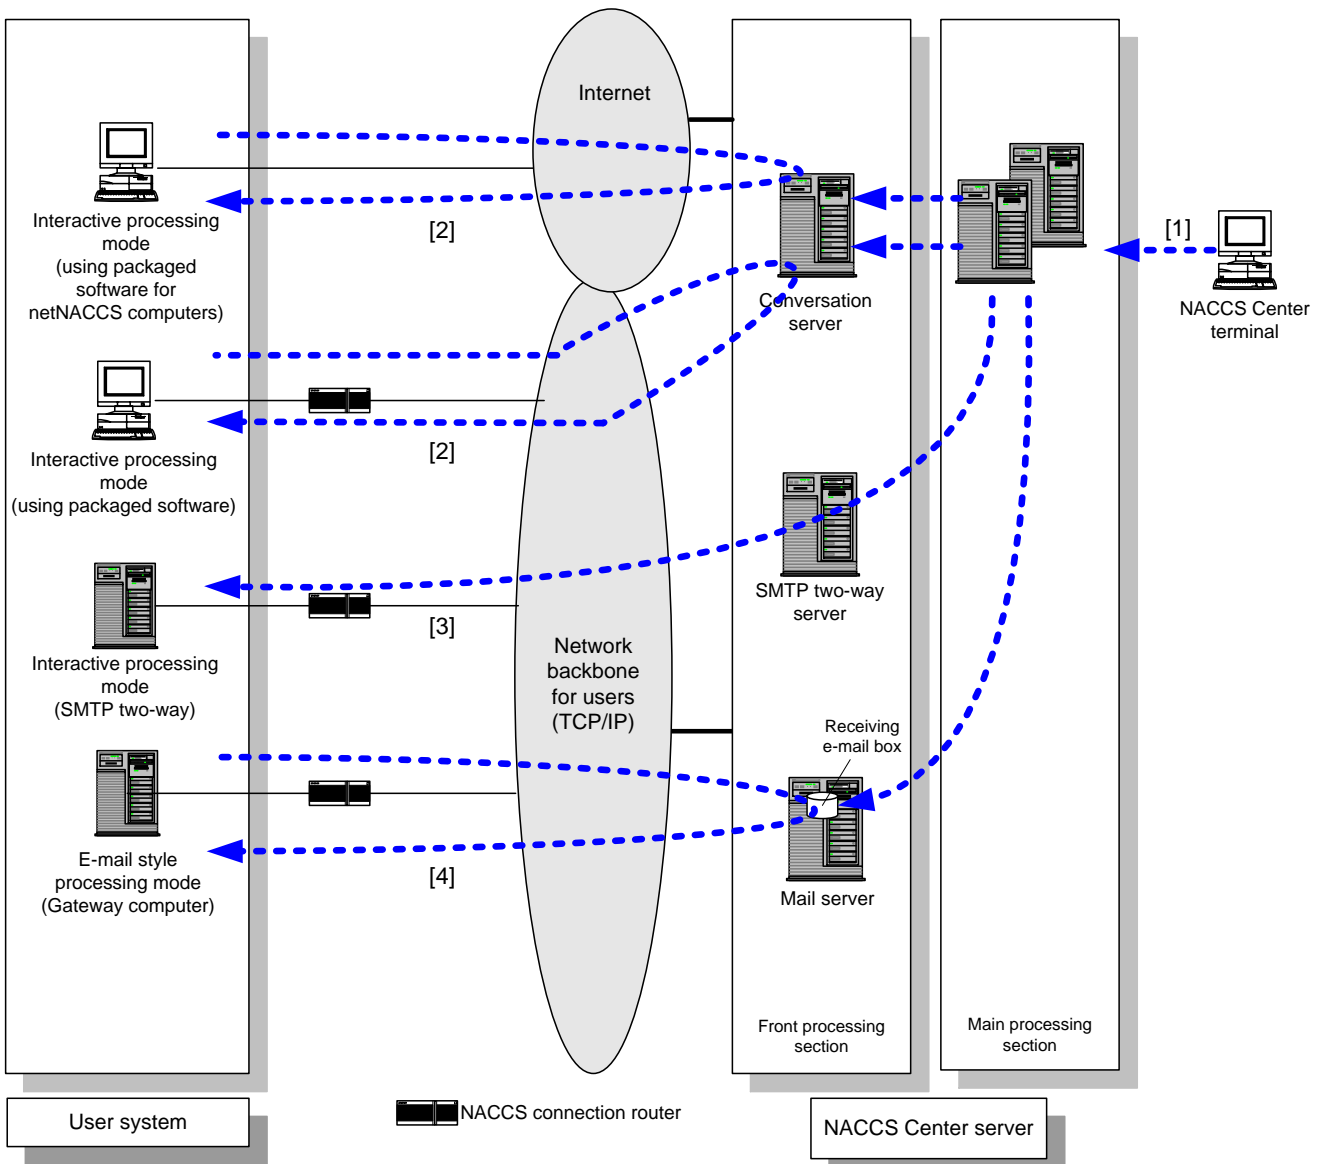 Internet
Interactive processing
mode
(using packaged
software for
netNACCS computers)
[2]
Conversation
server
[1]
NACCS Center
terminal
Interactive processing
mode
(using packaged software)
[2]
SMTP two-way
server
Interactive processing
mode
(SMTP two-way)
[3]
Network
backbone
for users
(TCP/IP)
Receiving
e-mail box
E-mail style
processing mode
(Gateway computer)
[4]
Mail server
Front processing
section
Main processing
section
User system
NACCS connection router
NACCS Center server